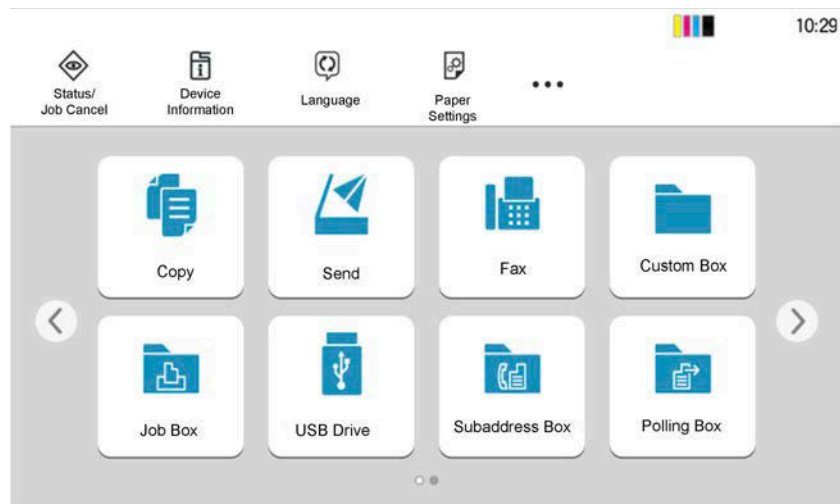 10:29
Status/
Job Cancel
Device
Information
Language
Paper
Settings
Copy
Send
Fax
Custom Box
Job Box
USB Drive
Subaddress Box
Polling Box